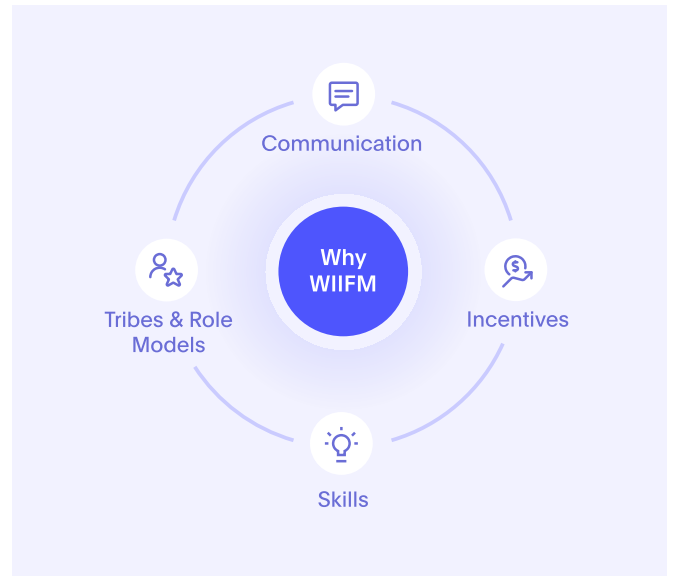 Communication
Why
WIIFM
Tribes & Role
Models
Incentives
Skills